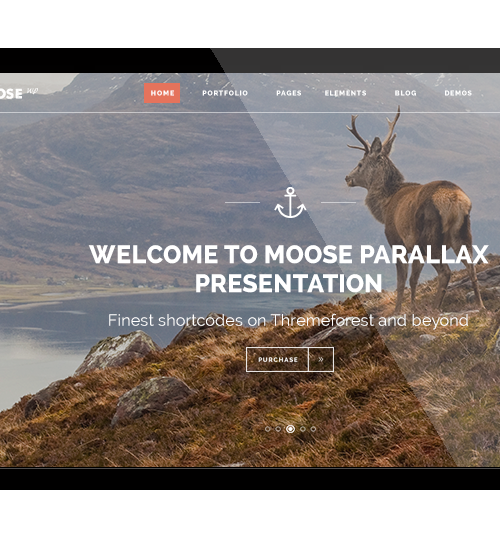 OSE WP
HOME PORTFOLIO PAGES ELEMENTS BLOG DEMOS
WELCOME TO MOOSE PARALLAX
PRESENTATION
Finest shortcodes on Thremeforest and beyond
PURCHASE »